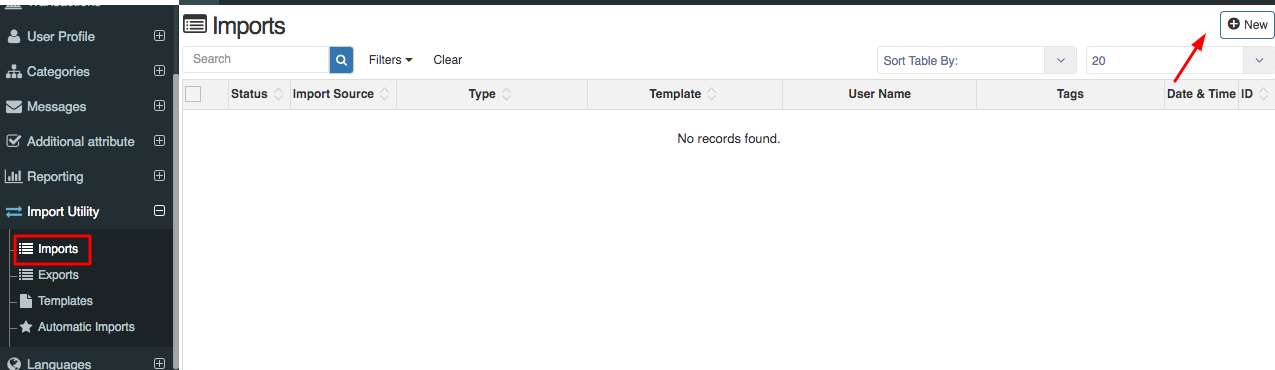 Transactions
User Profile
Categories
Messages
Additional attribute
Reporting
Import Utility
Imports
Exports
Templates
Automatic Imports
Languages
Imports
New
Search
Filters
Clear
Sort Table By:
20
Status
Import Source
Type
Template
User Name
Tags
Date & Time
ID
No records found.